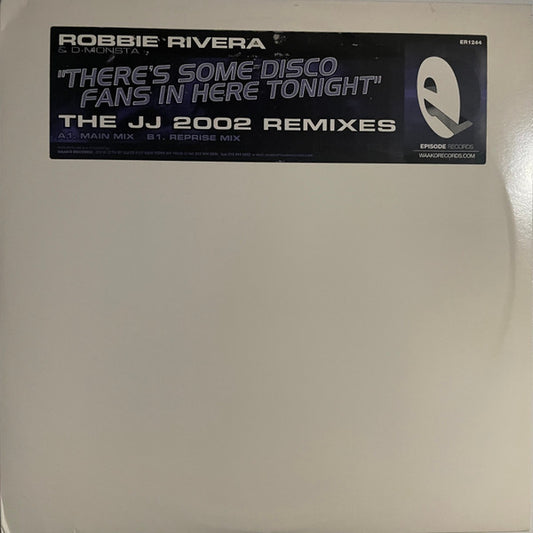 ROBBIE RIVERA
& D-MONSTA
"THERE'S SOME DISCO
FANS IN HERE TONIGHT"
THE JJ 2002 REMIXES
A1. MAIN MIX B1. REPRISE MIX
ER1244
EPISODE RECORDS
WAAKORECORDS.COM